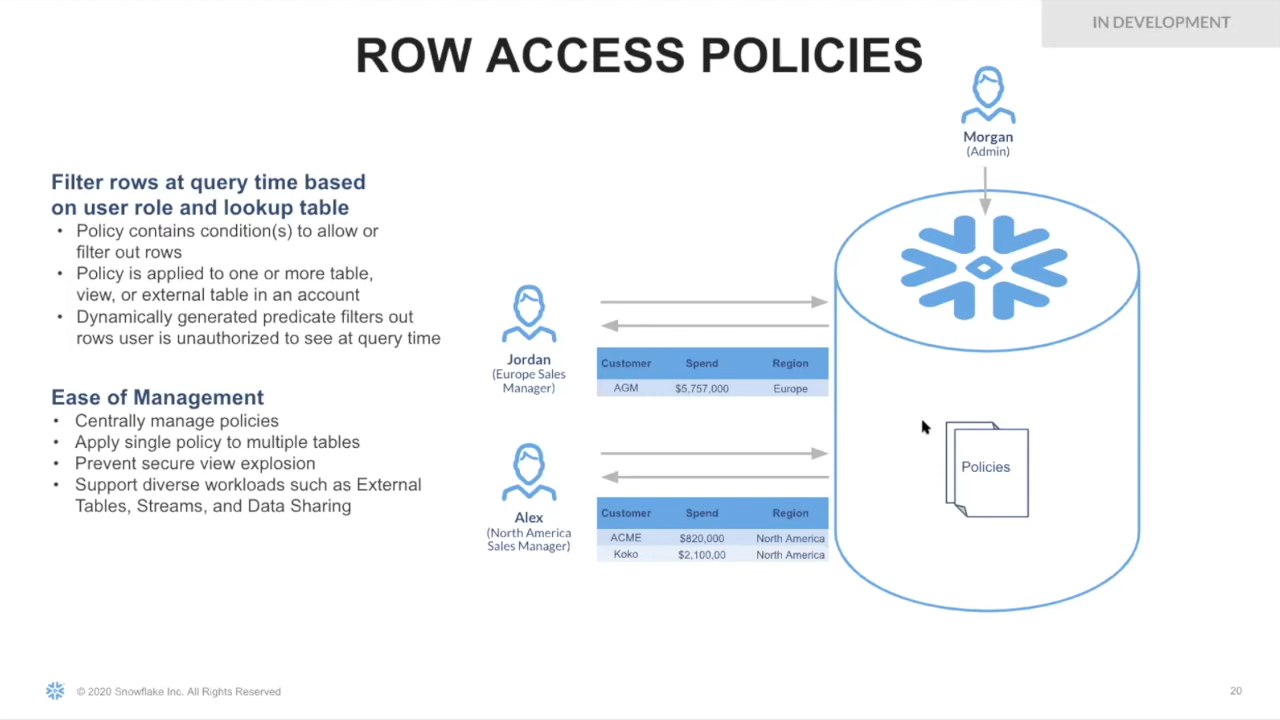 IN DEVELOPMENT
ROW ACCESS POLICIES
Morgan
(Admin)
Filter rows at query time based
on user role and lookup table
• Policy contains condition(s) to allow or
filter out rows
• Policy is applied to one or more table,
view, or external table in an account
• Dynamically generated predicate filters out
rows user is unauthorized to see at query time
Ease of Management
• Centrally manage policies
• Apply single policy to multiple tables
• Prevent secure view explosion
• Support diverse workloads such as External
Tables, Streams, and Data Sharing
Jordan
(Europe Sales
Manager)
Customer Spend Region
AGM $5,757,000 Europe
Alex
(North America
Sales Manager)
Customer Spend Region
ACME $820,000 North America
Koko $2,100,00 North America
Policies
© 2020 Snowflake Inc. All Rights Reserved
20